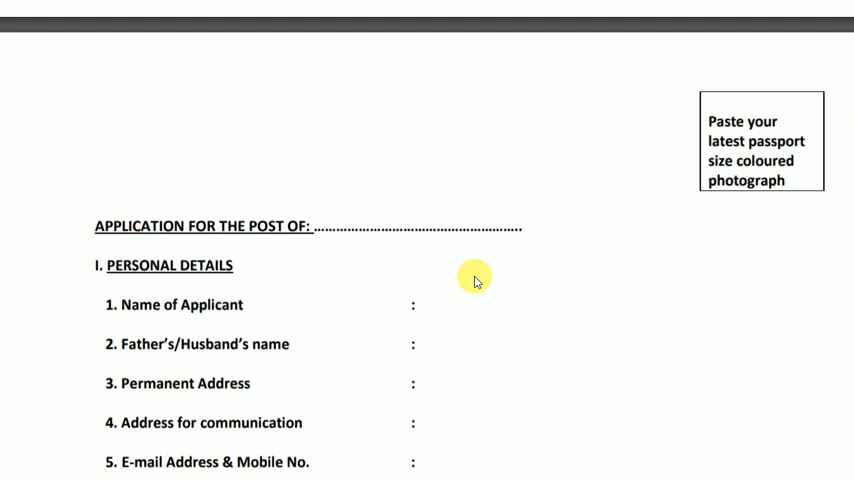 Paste your
latest passport
size coloured
photograph
APPLICATION FOR THE POST OF: ……………………………………………..
I. PERSONAL DETAILS
1. Name of Applicant :
2. Father’s/Husband’s name :
3. Permanent Address :
4. Address for communication :
5. E-mail Address & Mobile No. :